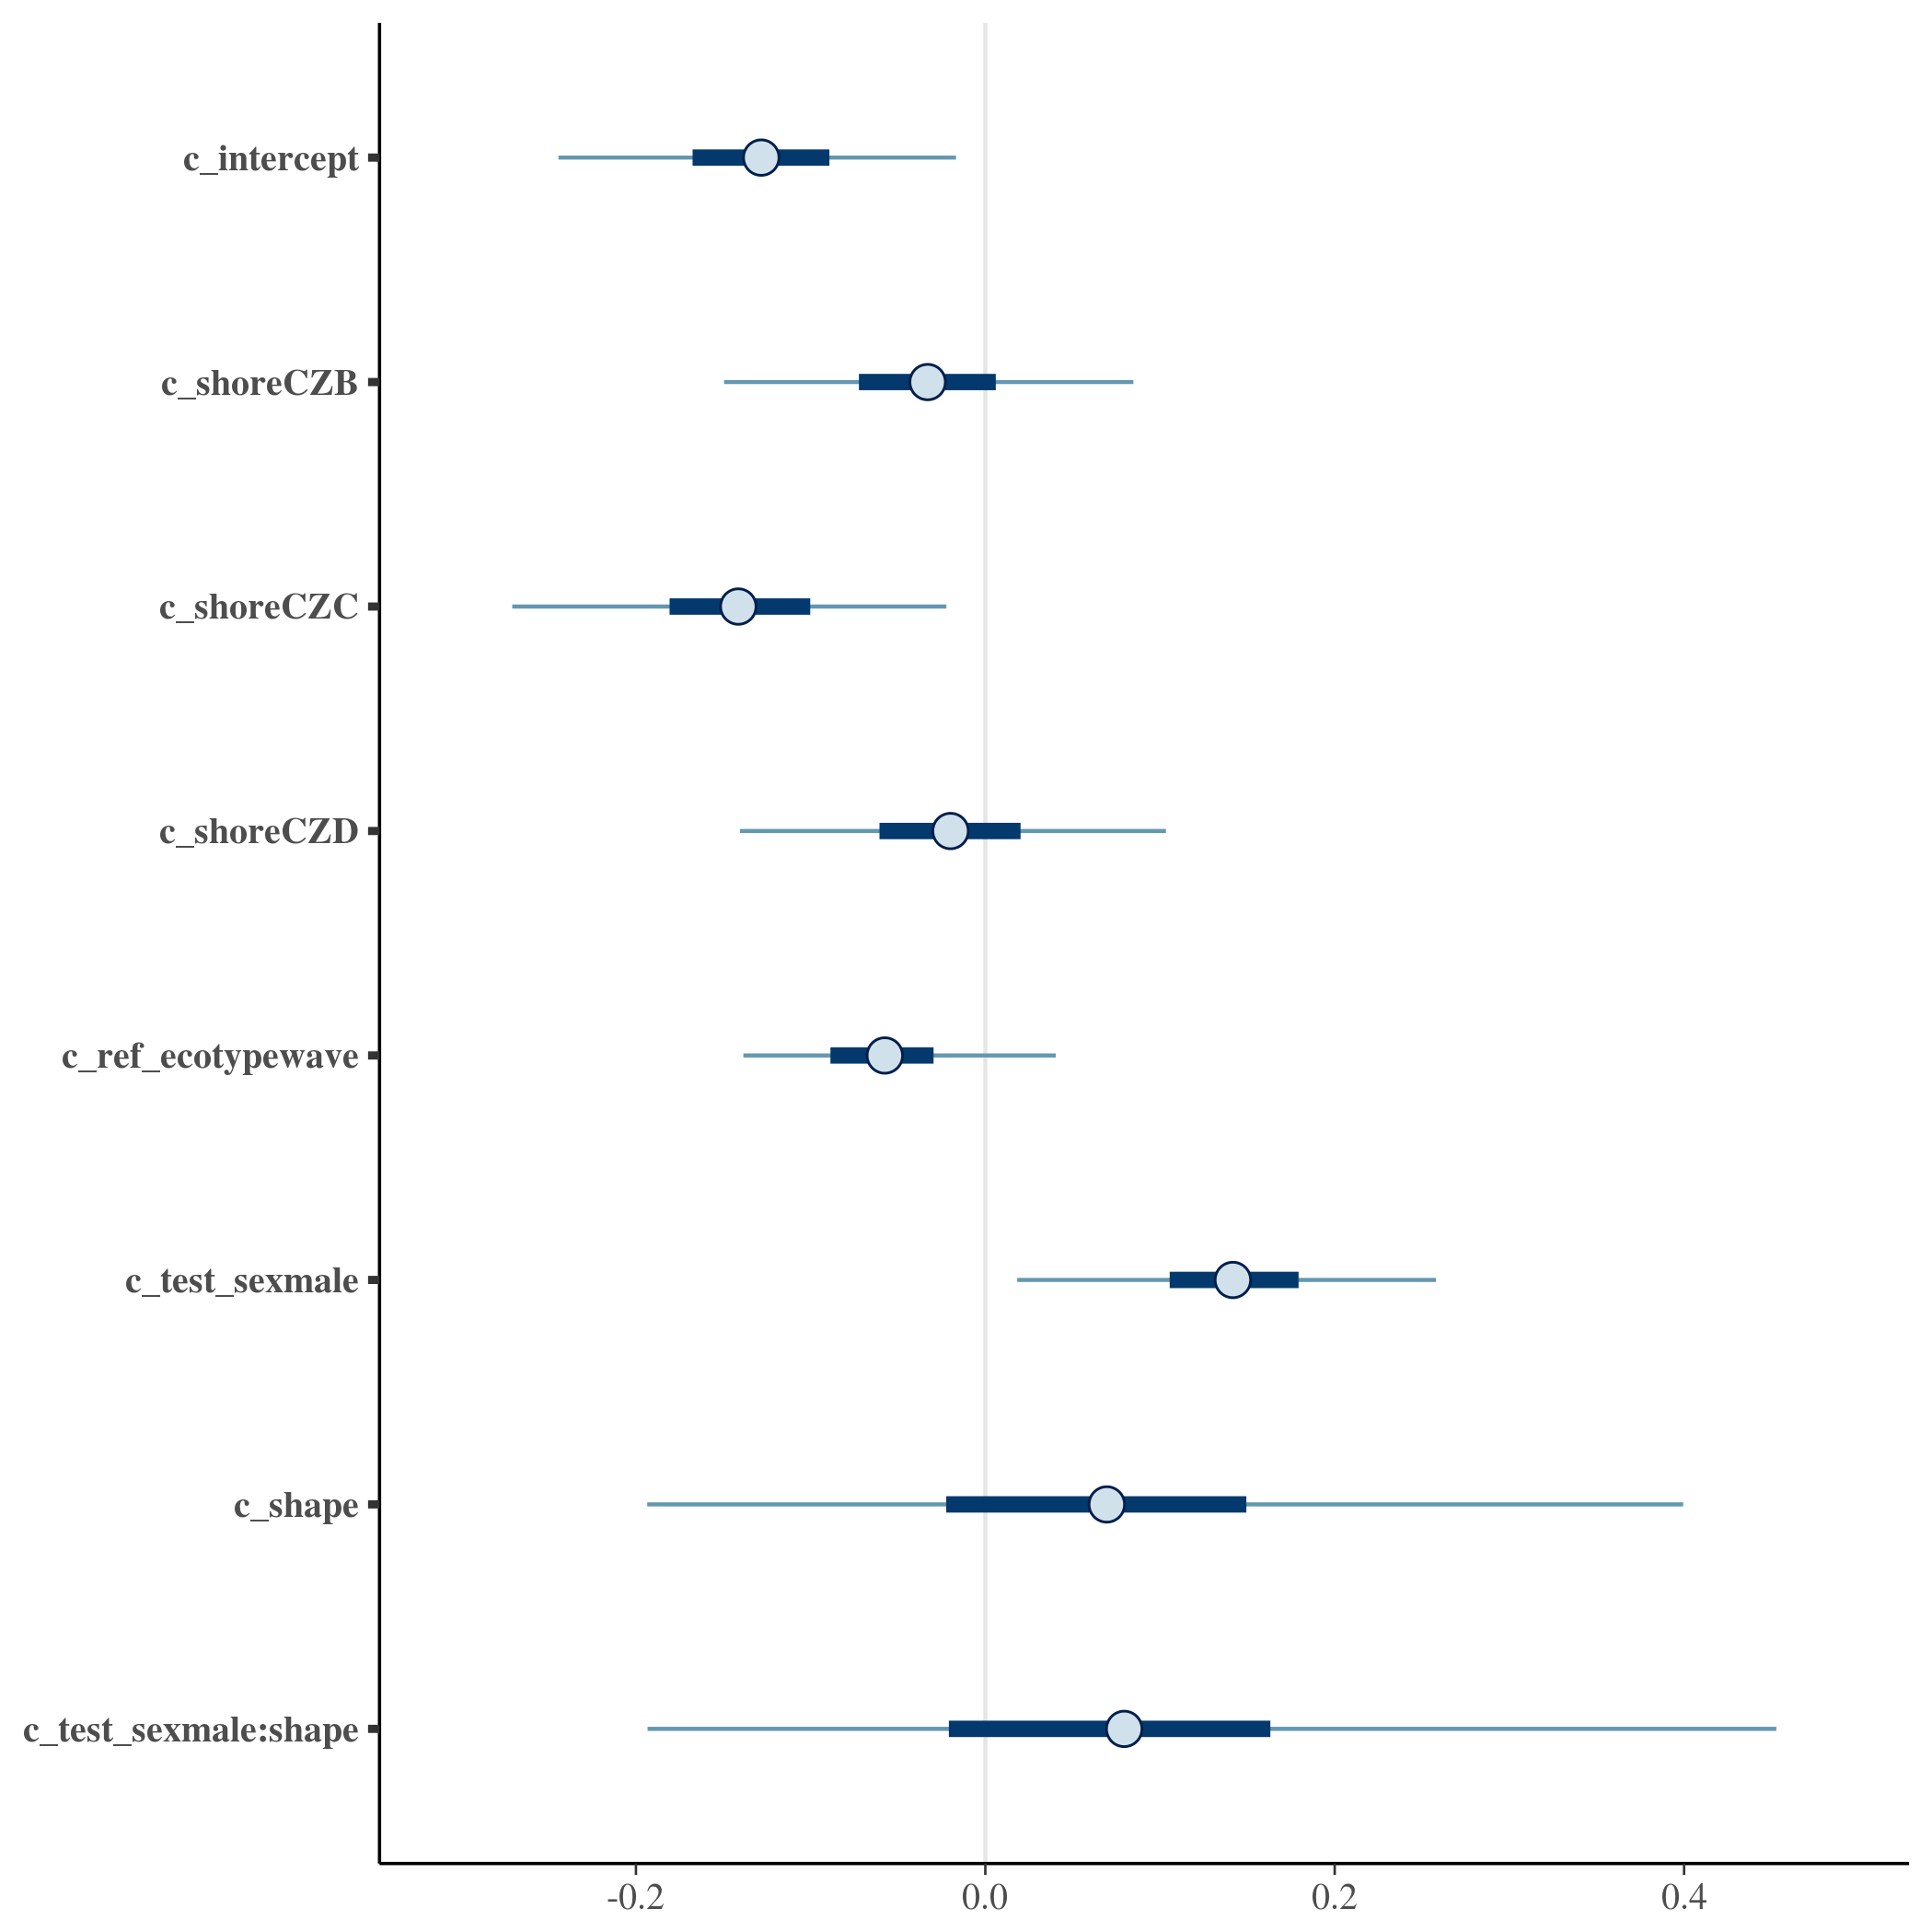 c_intercept
c_shoreCZB
c_shoreCZC
c_shoreCZD
c_ref_ecotypewave
c_test_sexmale
c_shape
c_test_sexmale:shape
-0.2 0.0 0.2 0.4